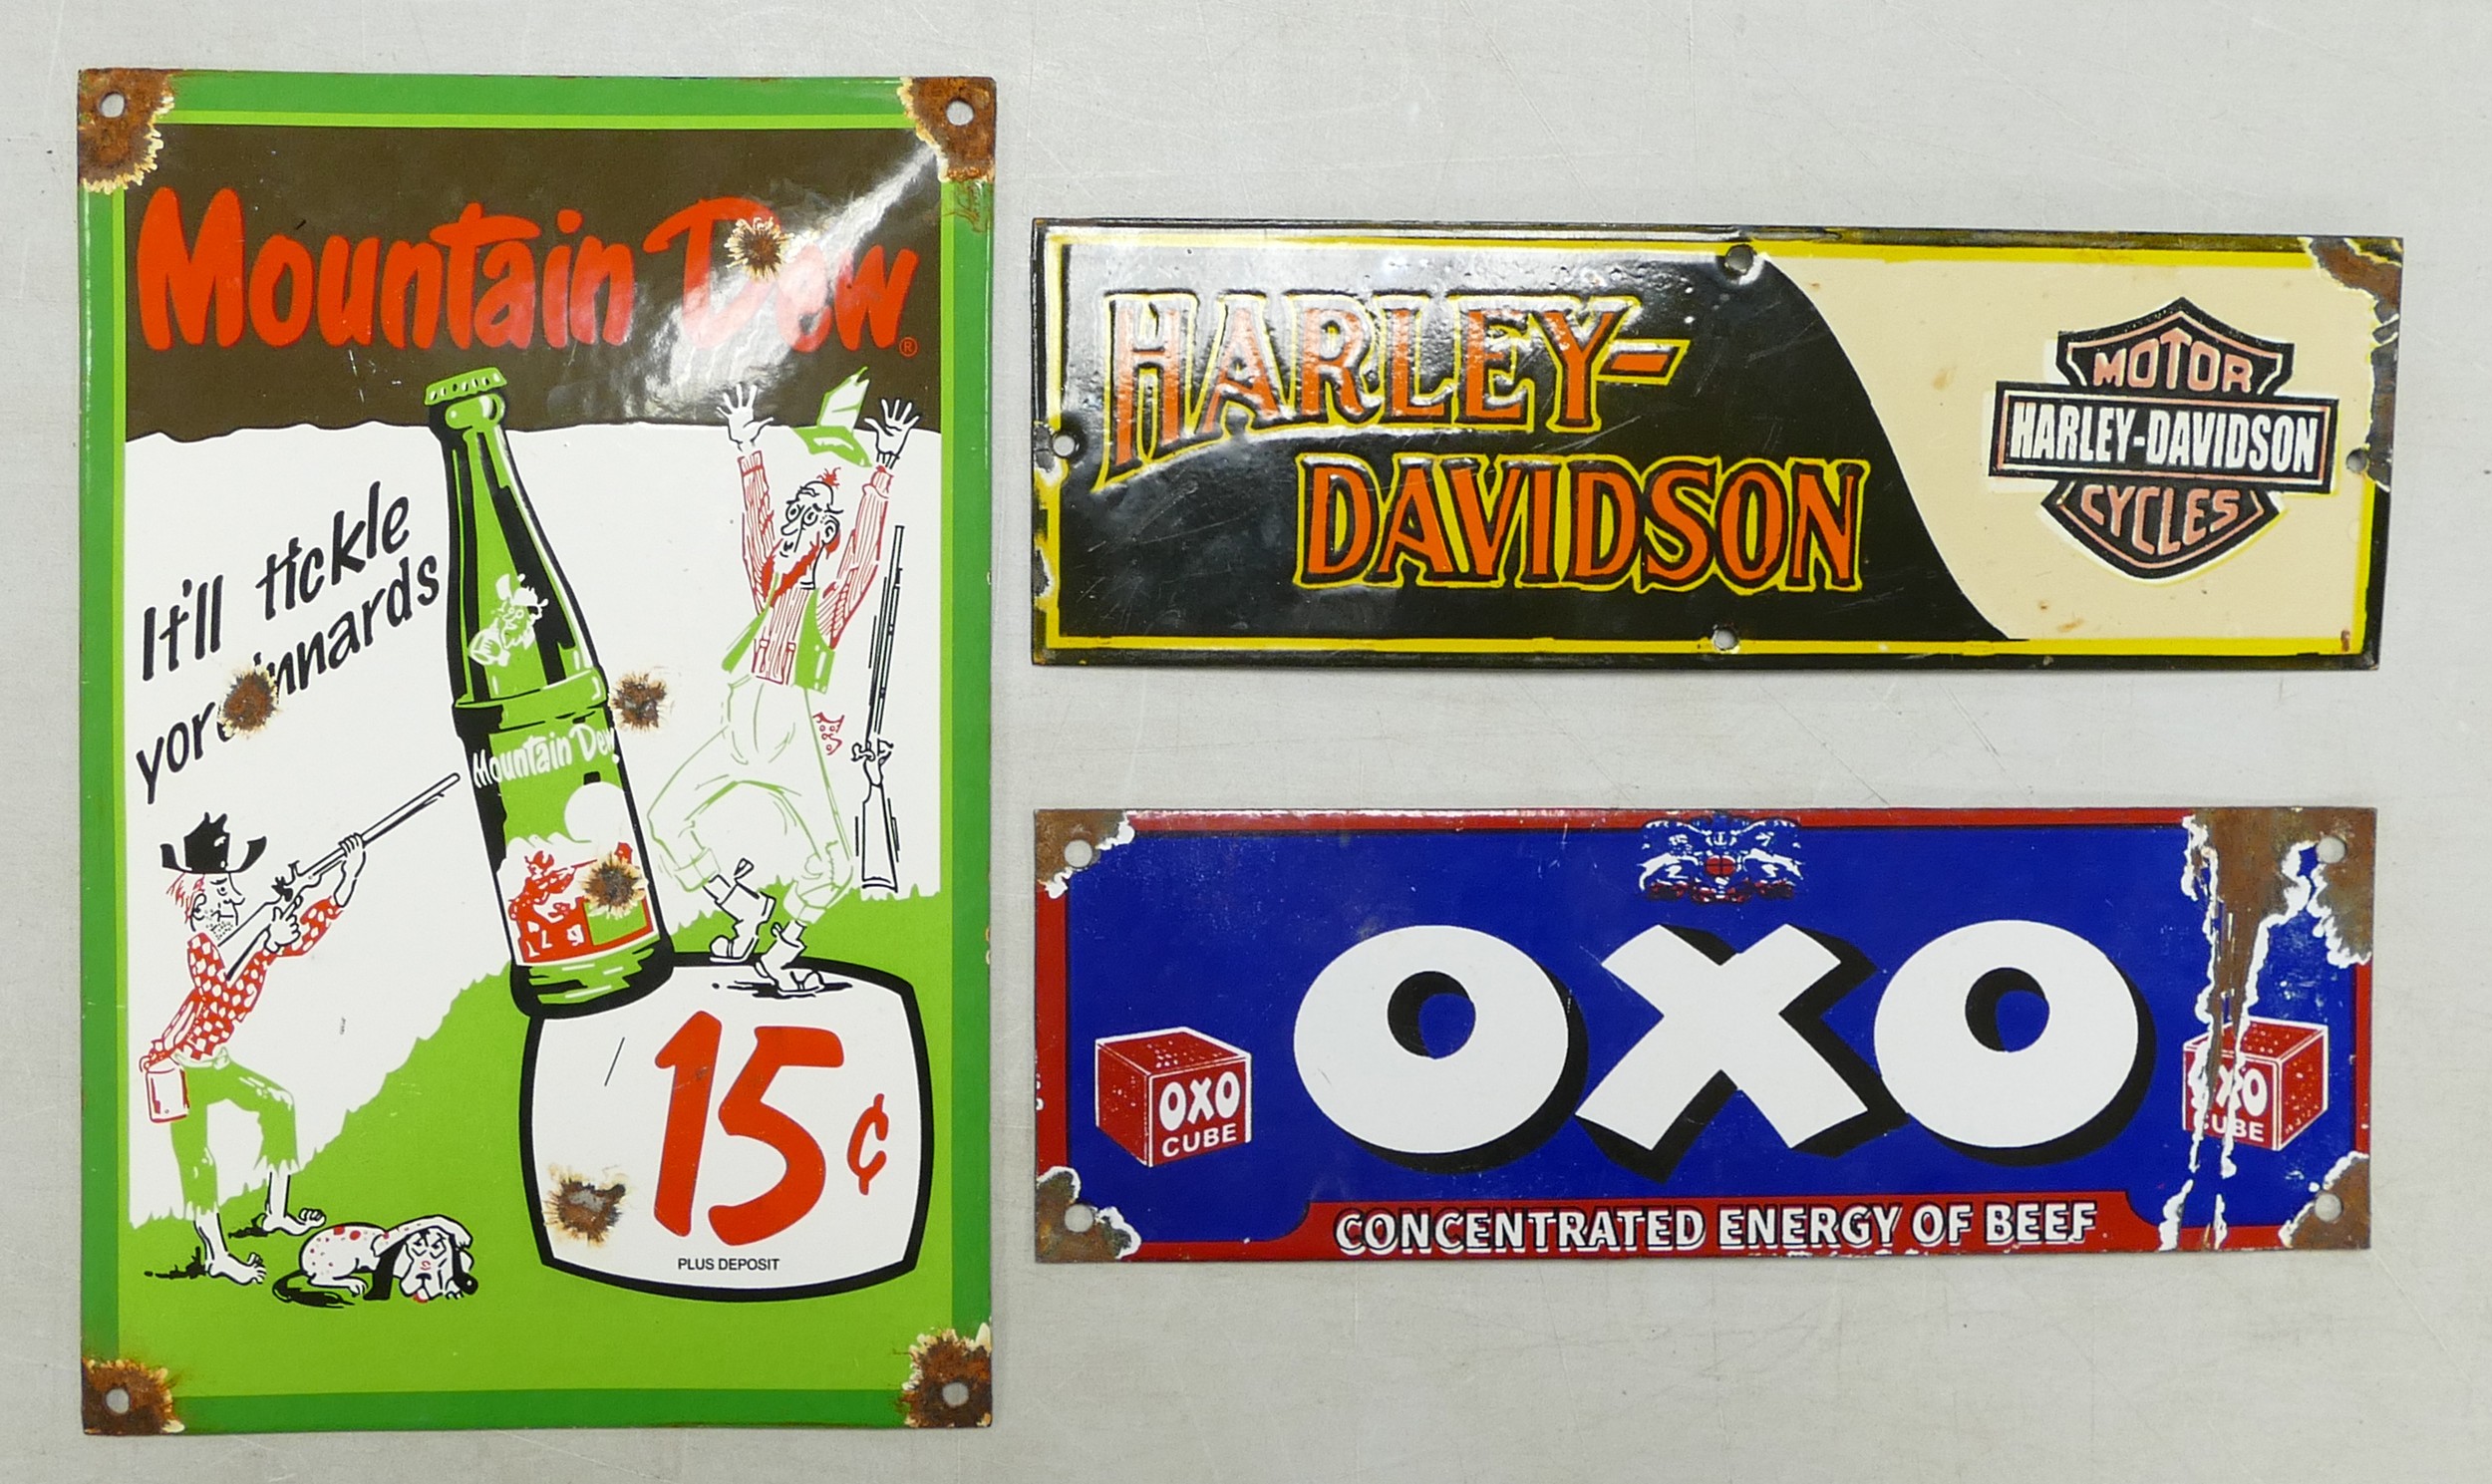 Mountain Dew®
It'll tickle
yore innards
Mountain Dew
15¢
PLUS DEPOSIT
HARLEY-
DAVIDSON
MOTOR
HARLEY-DAVIDSON
CYCLES
OXO
OXO
CUBE
OXO
CUBE
CONCENTRATED ENERGY OF BEEF